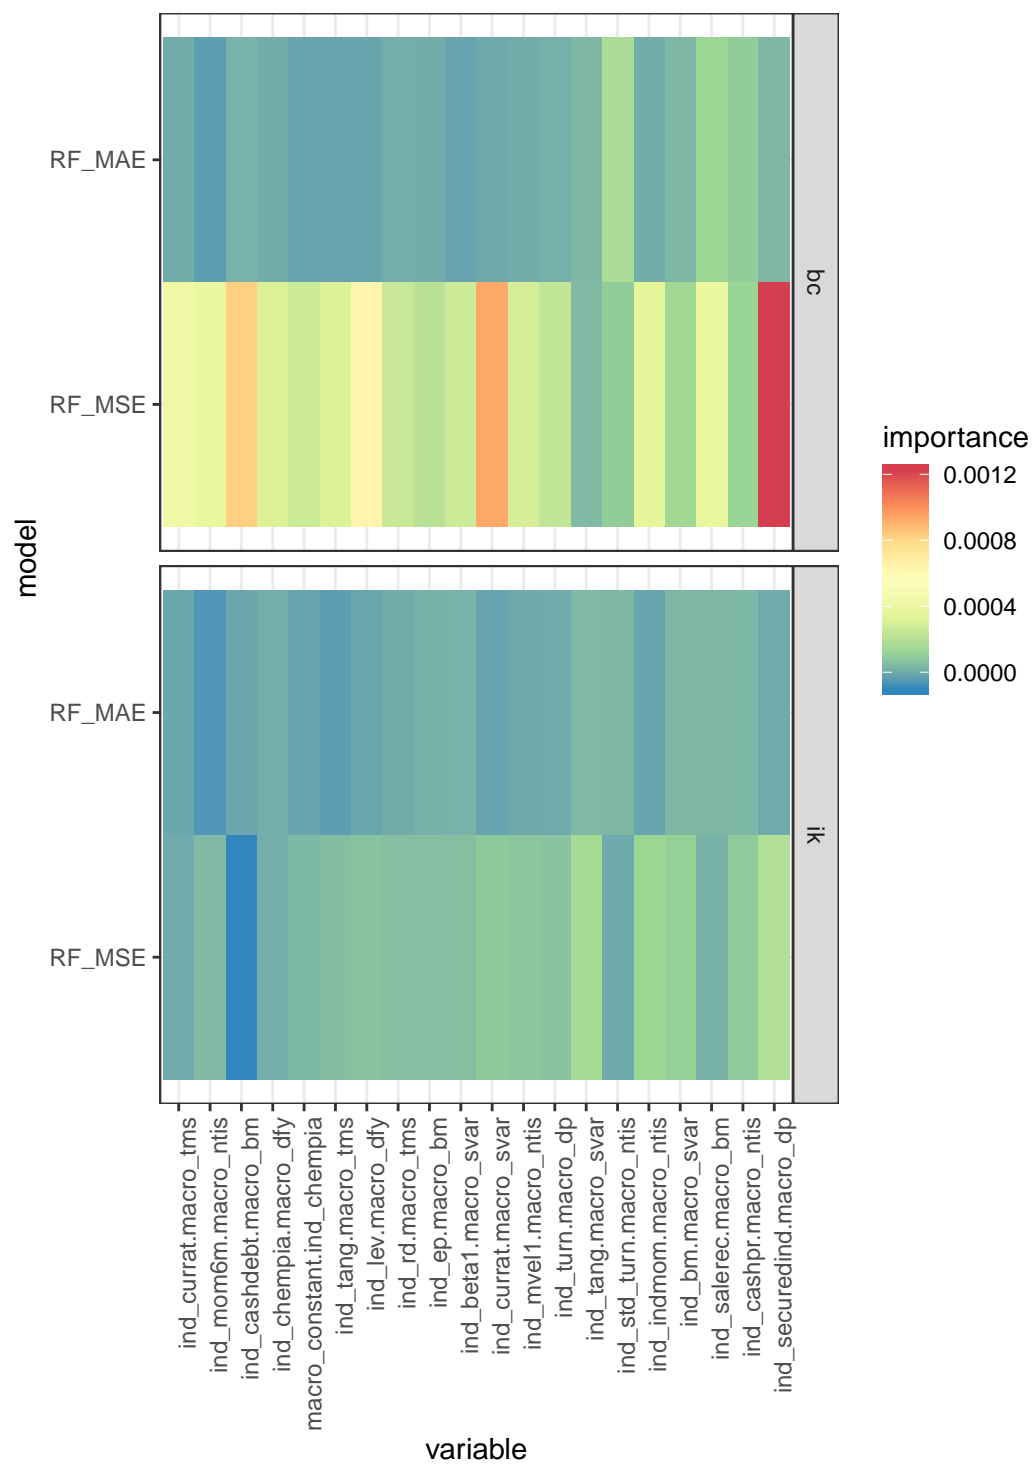 RF_MAE
RF_MSE
bc
RF_MAE
RF_MSE
ik
model
importance
0.0012
0.0008
0.0004
0.0000
ind_currat.macro_tms
ind_mom6m.macro_ntis
ind_cashdebt.macro_bm
ind_chempia.macro_dfy
macro_constant.ind_chempia
ind_tang.macro_tms
ind_lev.macro_dfy
ind_rd.macro_tms
ind_ep.macro_bm
ind_beta1.macro_svar
ind_currat.macro_svar
ind_mvel1.macro_ntis
ind_turn.macro_dp
ind_tang.macro_svar
ind_std_turn.macro_ntis
ind_indmom.macro_ntis
ind_bm.macro_svar
ind_salerec.macro_bm
ind_cashpr.macro_ntis
ind_securedind.macro_dp
variable